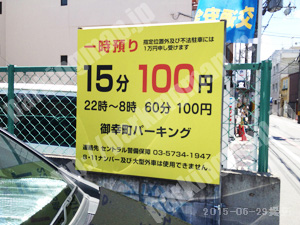 一時預り
指定位置外及び不法駐車には
1万円申し受けます
15分 100円
22時～8時 60分 100円
御幸町パーキング
連絡先 セントラル警備保障 03-5734-1947
8・11ナンバー及び大型外車は使用できません。
2015-06-29